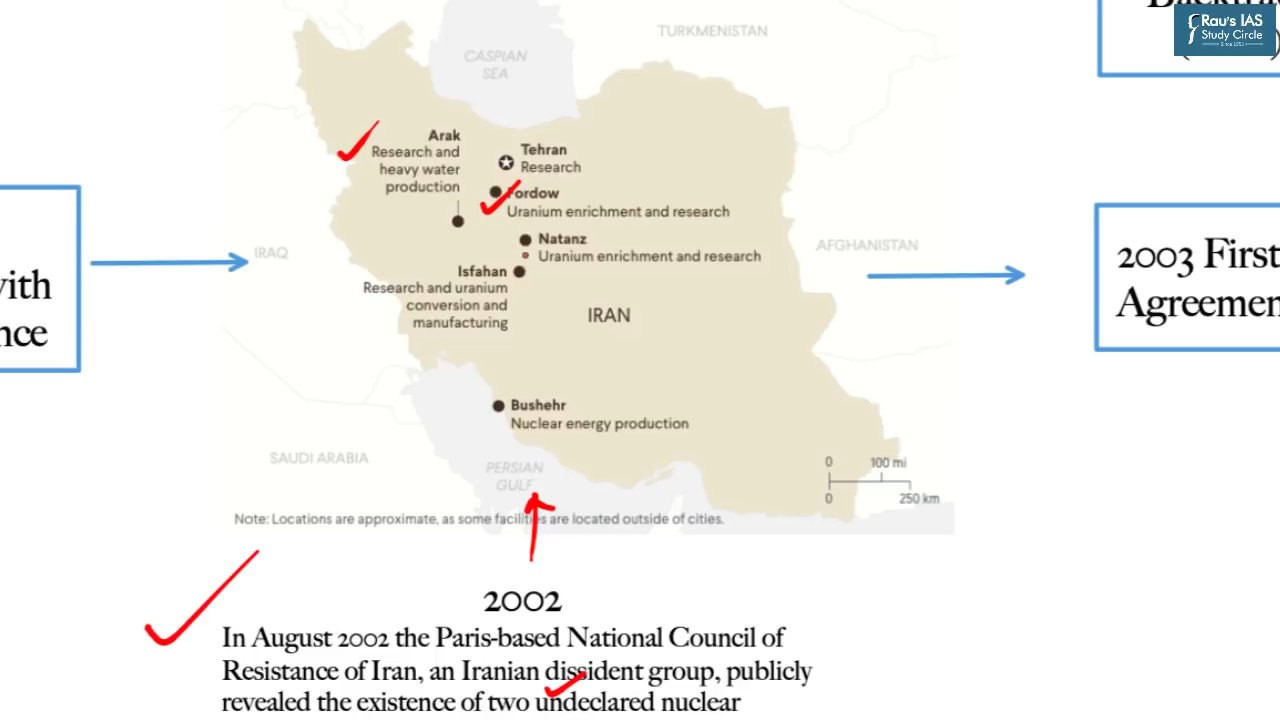 Rau's IAS
Study Circle
Since 1953
TURKMENISTAN
CASPIAN
SEA
Arak
Research and
heavy water
production
Tehran
Research
Fordow
Uranium enrichment and research
Natanz
Uranium enrichment and research
IRAQ
AFGHANISTAN
Isfahan
Research and uranium
conversion and
manufacturing
IRAN
2003 First
Agreemen
vith
nce
Bushehr
Nuclear energy production
SAUDI ARABIA
PERSIAN
GULF
0 100 mi
0 250 km
Note: Locations are approximate, as some facilities are located outside of cities.
2002
In August 2002 the Paris-based National Council of
Resistance of Iran, an Iranian dissident group, publicly
revealed the existence of two undeclared nuclear